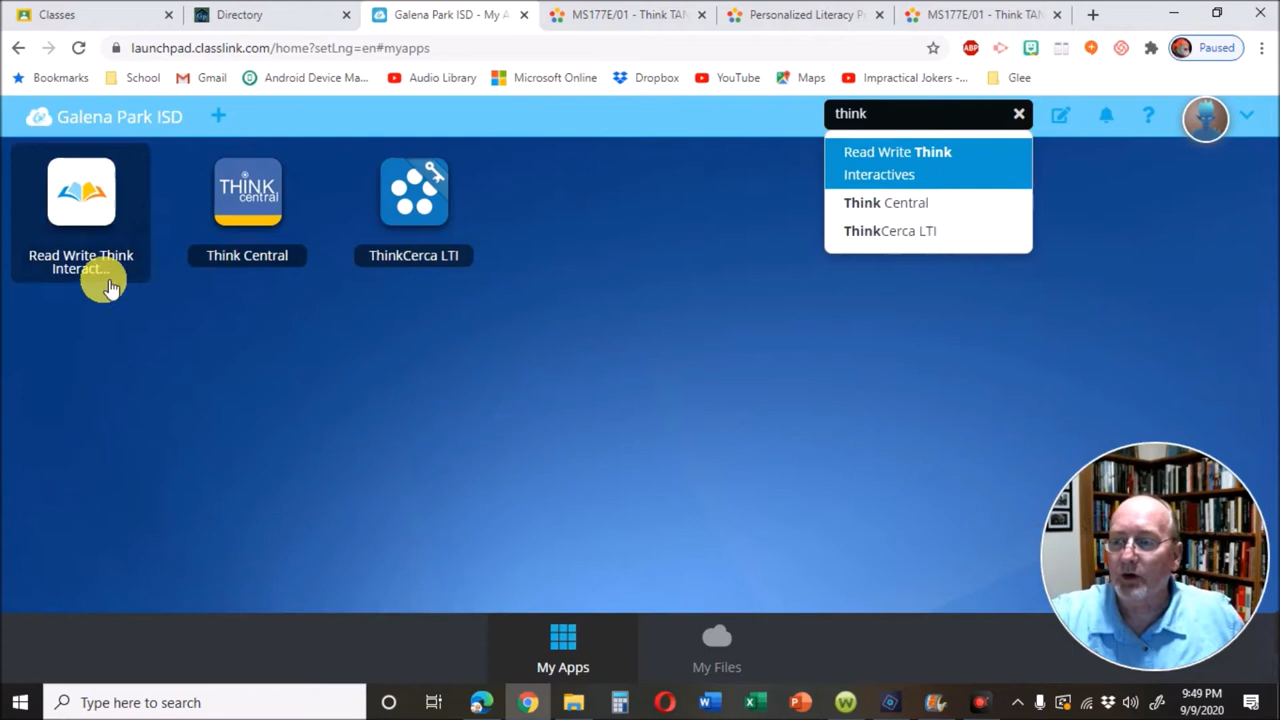 Classes
Directory
Galena Park ISD - My A
MS177E/01 - Think TAN
Personalized Literacy P
MS177E/01 - Think TAN
launchpad.classlink.com/home?setLng=en#myapps
ABP
Paused
Bookmarks
School
Gmail
Android Device Ma...
Audio Library
Microsoft Online
Dropbox
YouTube
Maps
Impractical Jokers -...
Glee
Galena Park ISD
think
Read Write Think
Interactives
Think Central
ThinkCerca LTI
THINK
central
Read Write Think
Interact...
Think Central
ThinkCerca LTI
My Apps
My Files
Type here to search
9:49 PM
9/9/2020